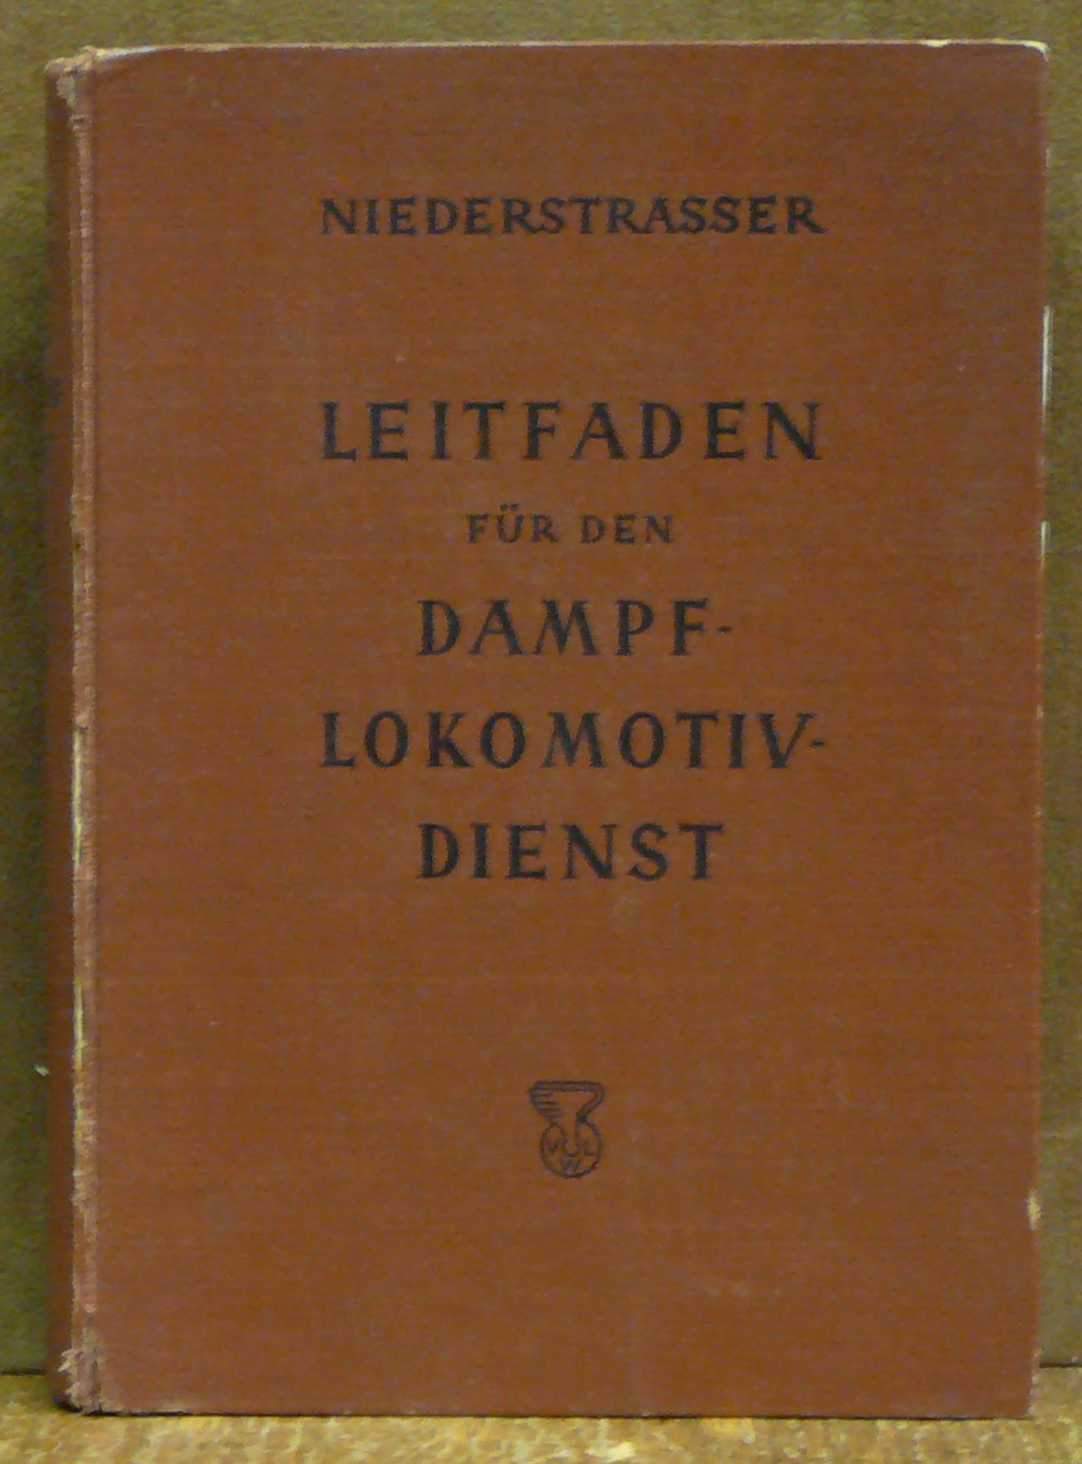 NIEDERSTRASSER
LEITFADEN
FÜR DEN
DAMPF-
LOKOMOTIV-
DIENST